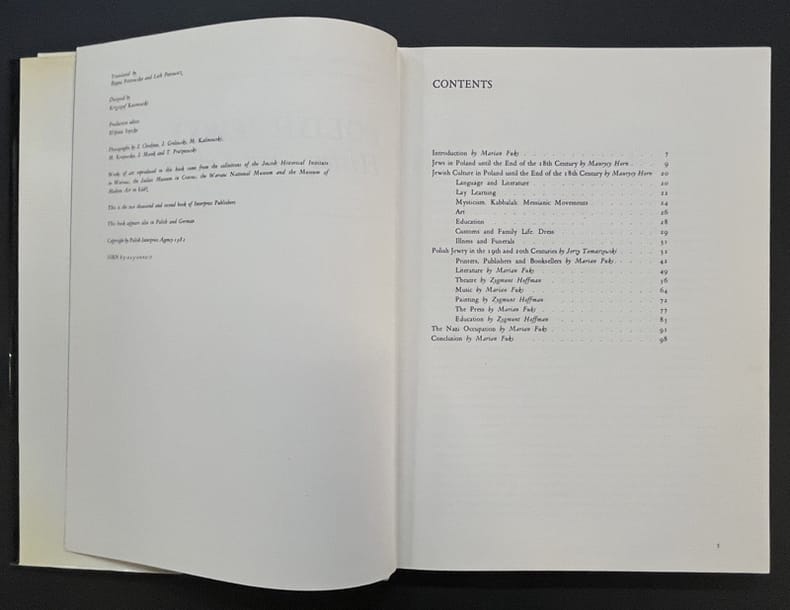 Translated by
Bogna Piotrowska and Lech Petrowicz
Designed by
Krzysztof Kasznicki
Production editor
Photographs by
M. Krajewska, J. Morek and T. Prażmowski
Works of art reproduced in this book come from the collections of the Jewish Historical Institute
in Warsaw, the Judaic Museum in Cracow, the Warsaw National Museum and the Museum of
Modern Art in Łódź
This is the two thousand and second book of Interpress Publishers
This book appears also in Polish and German
Copyright by Polish Interpress Agency 1982
ISBN
CONTENTS
Introduction by Marian Fuks 7
Jews in Poland until the End of the 18th Century by Maurycy Horn 9
Jewish Culture in Poland until the End of the 18th Century by Maurycy Horn 20
Language and Literature 20
Lay Learning 22
Mysticism. Kabbalah. Messianic Movements 24
Art 26
Education 28
Customs and Family Life. Dress 29
Illness and Funerals 31
Polish Jewry in the 19th and 20th Centuries by Jerzy Tomaszewski 32
Printers, Publishers and Booksellers by Marian Fuks 42
Literature by Marian Fuks 49
Theatre by Zygmunt Hoffman 56
Music by Marian Fuks 64
Painting by Zygmunt Hoffman 72
The Press by Marian Fuks 77
Education by Zygmunt Hoffman 83
The Nazi Occupation by Marian Fuks 91
Conclusion by Marian Fuks 98
5